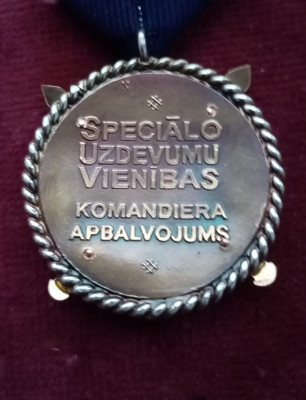 SPECIĀLO
UZDEVUMU
VIENĪBAS
KOMANDIERA
APBALVOJUMS